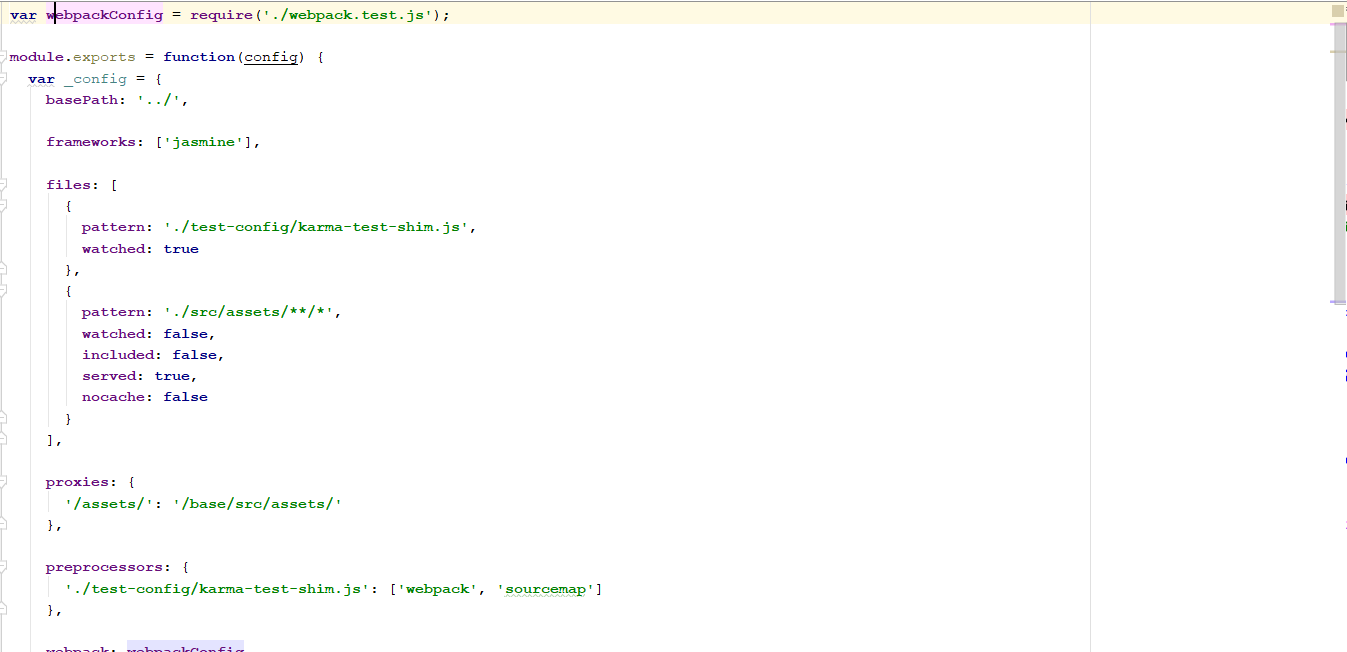 var webpackConfig = require('./webpack.test.js');
module.exports = function(config) {
var _config = {
basePath: '../',
frameworks: ['jasmine'],
files: [
{
pattern: './test-config/karma-test-shim.js',
watched: true
},
{
pattern: './src/assets/**/*',
watched: false,
included: false,
served: true,
nocache: false
}
],
proxies: {
'/assets/': '/base/src/assets/'
},
preprocessors: {
'./test-config/karma-test-shim.js': ['webpack', 'sourcemap']
},
webpack: webpackConfig